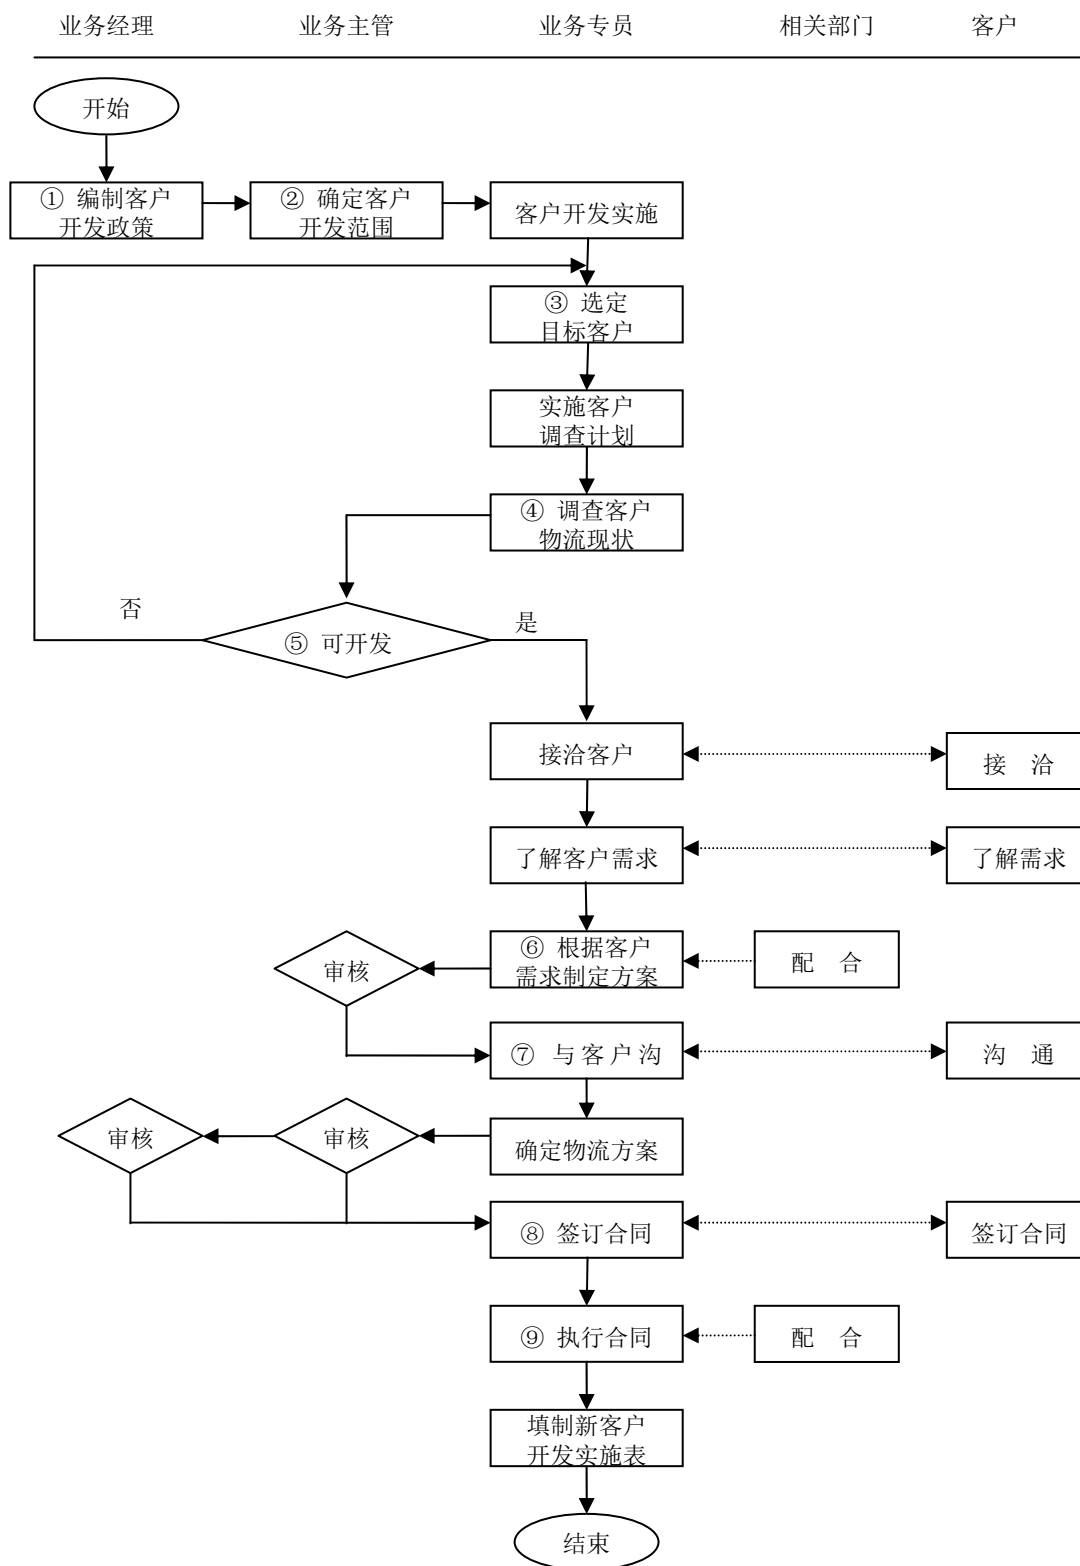 业务经理 业务主管 业务专员 相关部门 客户
开始
① 编制客户
开发政策
② 确定客户
开发范围
客户开发实施
③ 选定
目标客户
实施客户
调查计划
④ 调查客户
物流现状
否
⑤ 可开发
是
接洽客户
接 洽
了解客户需求
了解需求
审核
⑥ 根据客户
需求制定方案
配 合
⑦ 与客户沟
沟 通
审核
审核
确定物流方案
⑧ 签订合同
签订合同
⑨ 执行合同
配 合
填制新客户
开发实施表
结束